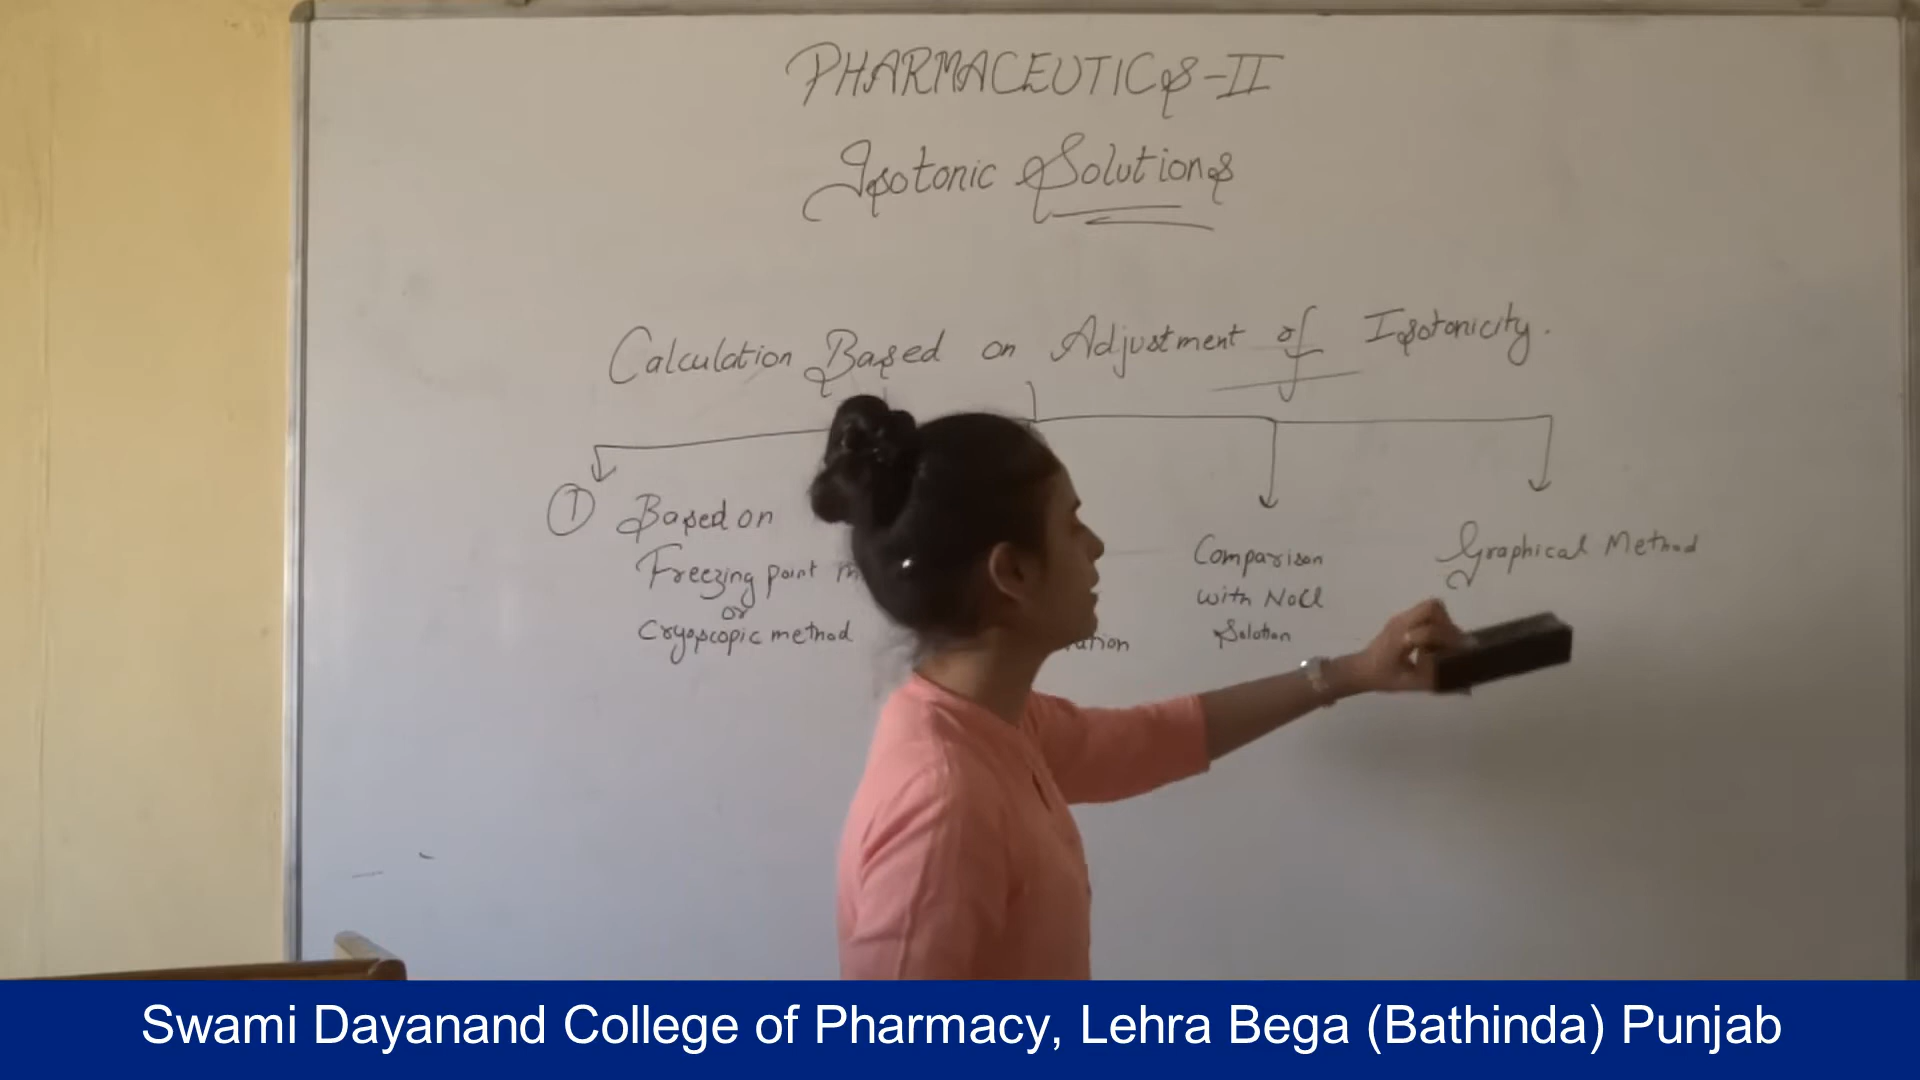 PHARMACEUTICS-II
Isotonic Solutions
Calculation Based on Adjustment of Isotonicity.
① Based on
Freezing point
or
Cryoscopic method
Comparison
with NaCl
Solution
Graphical Method
Swami Dayanand College of Pharmacy, Lehra Bega (Bathinda) Punjab